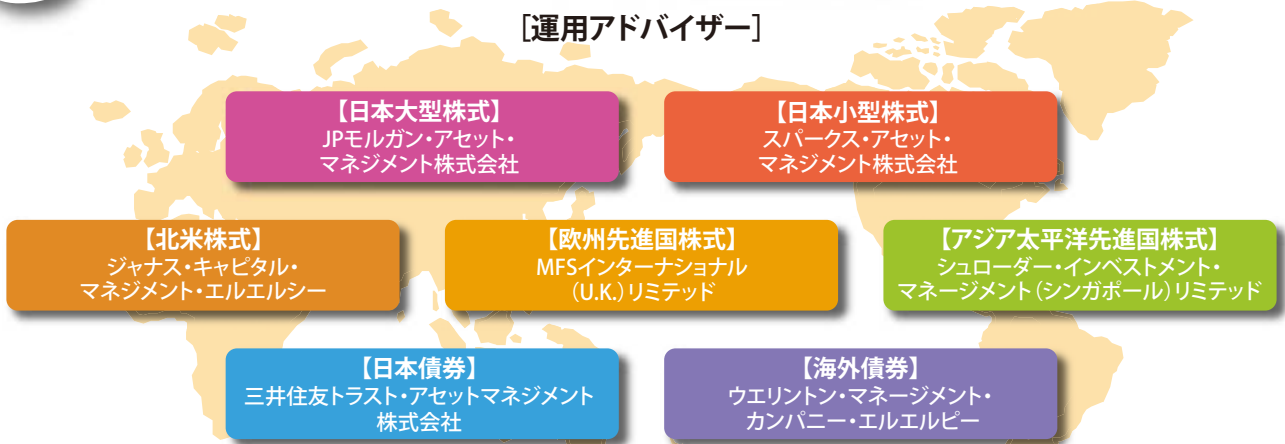 ［運用アドバイザー］
【日本大型株式】
JPモルガン・アセット・
マネジメント株式会社
【日本小型株式】
スパークス・アセット・
マネジメント株式会社
【北米株式】
ジャナス・キャピタル・
マネジメント・エルエルシー
【欧州先進国株式】
MFSインターナショナル
（U.K.）リミテッド
【アジア太平洋先進国株式】
シュローダー・インベストメント・
マネージメント（シンガポール）リミテッド
【日本債券】
三井住友トラスト・アセットマネジメント
株式会社
【海外債券】
ウエリントン・マネージメント・
カンパニー・エルエルピー